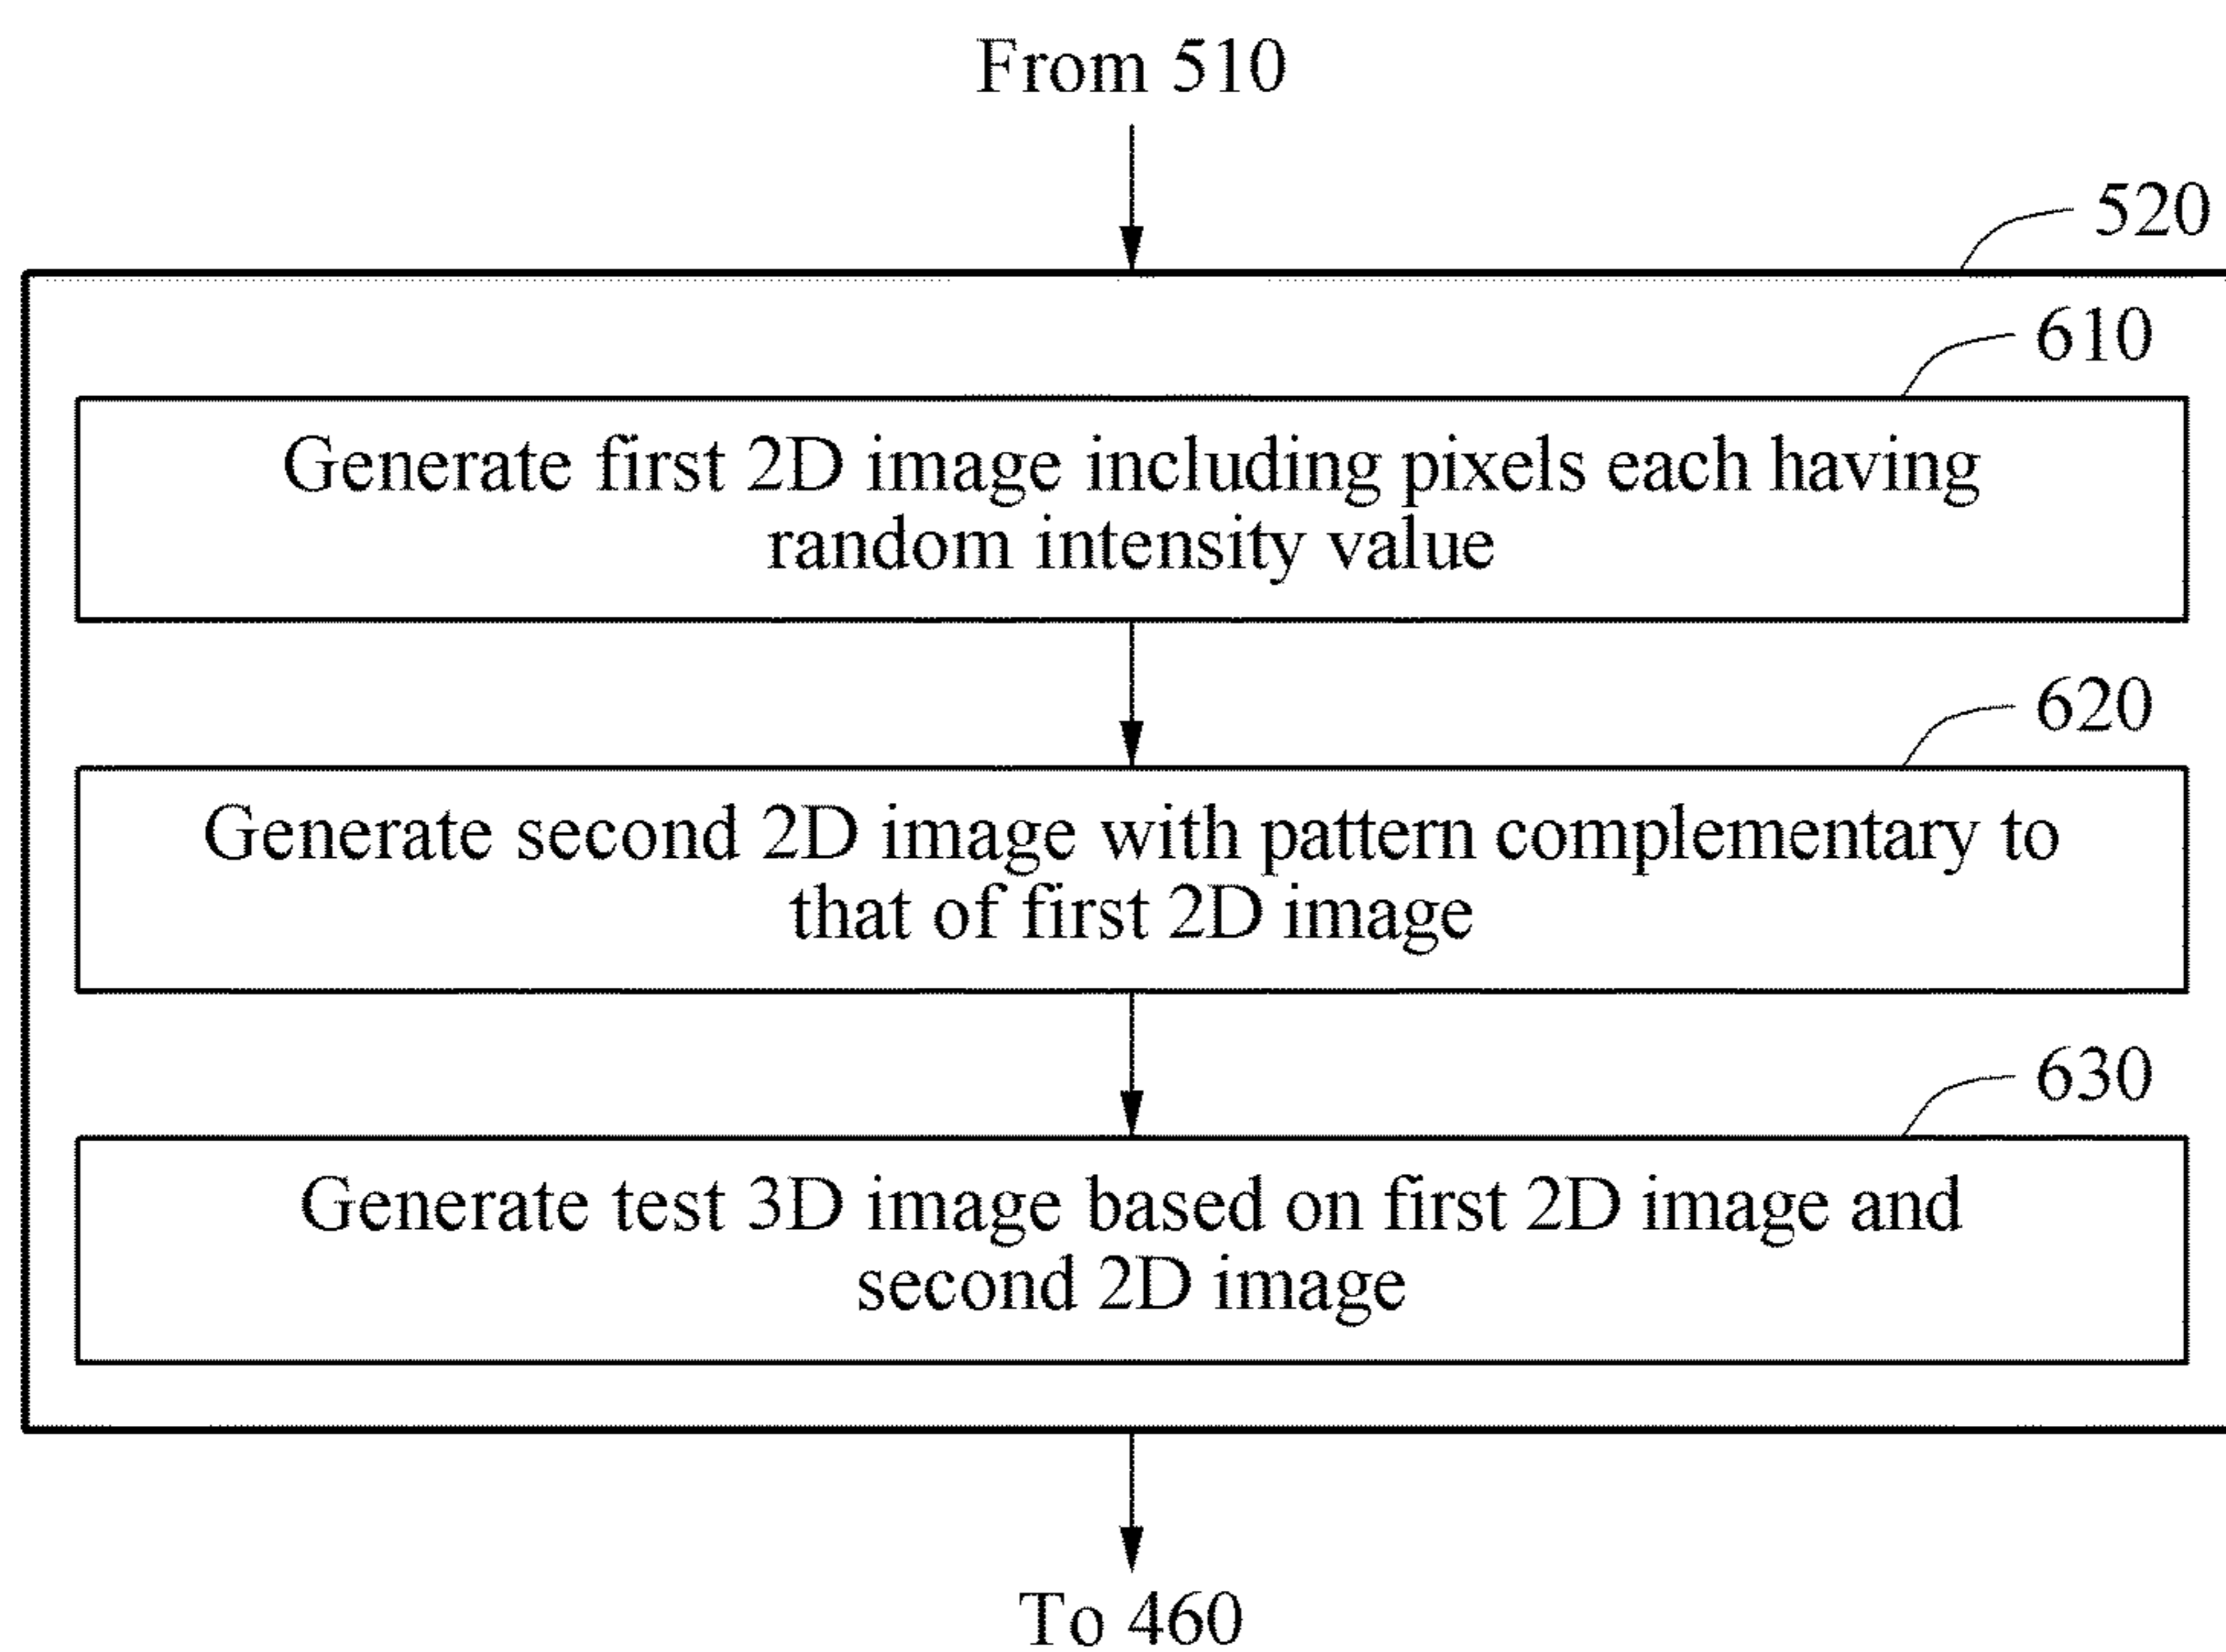 From 510
520
610
Generate first 2D image including pixels each having
random intensity value
620
Generate second 2D image with pattern complementary to
that of first 2D image
630
Generate test 3D image based on first 2D image and
second 2D image
To 460